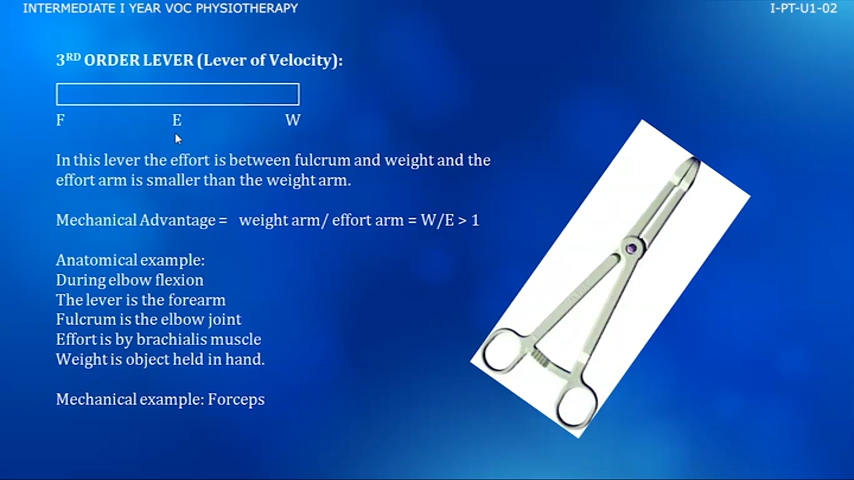 INTERMEDIATE I YEAR VOC PHYSIOTHERAPY
I-PT-U1-02
3RD ORDER LEVER (Lever of Velocity):
F E W
In this lever the effort is between fulcrum and weight and the
effort arm is smaller than the weight arm.
Mechanical Advantage = weight arm/ effort arm = W/E > 1
Anatomical example:
During elbow flexion
The lever is the forearm
Fulcrum is the elbow joint
Effort is by brachialis muscle
Weight is object held in hand.
Mechanical example: Forceps